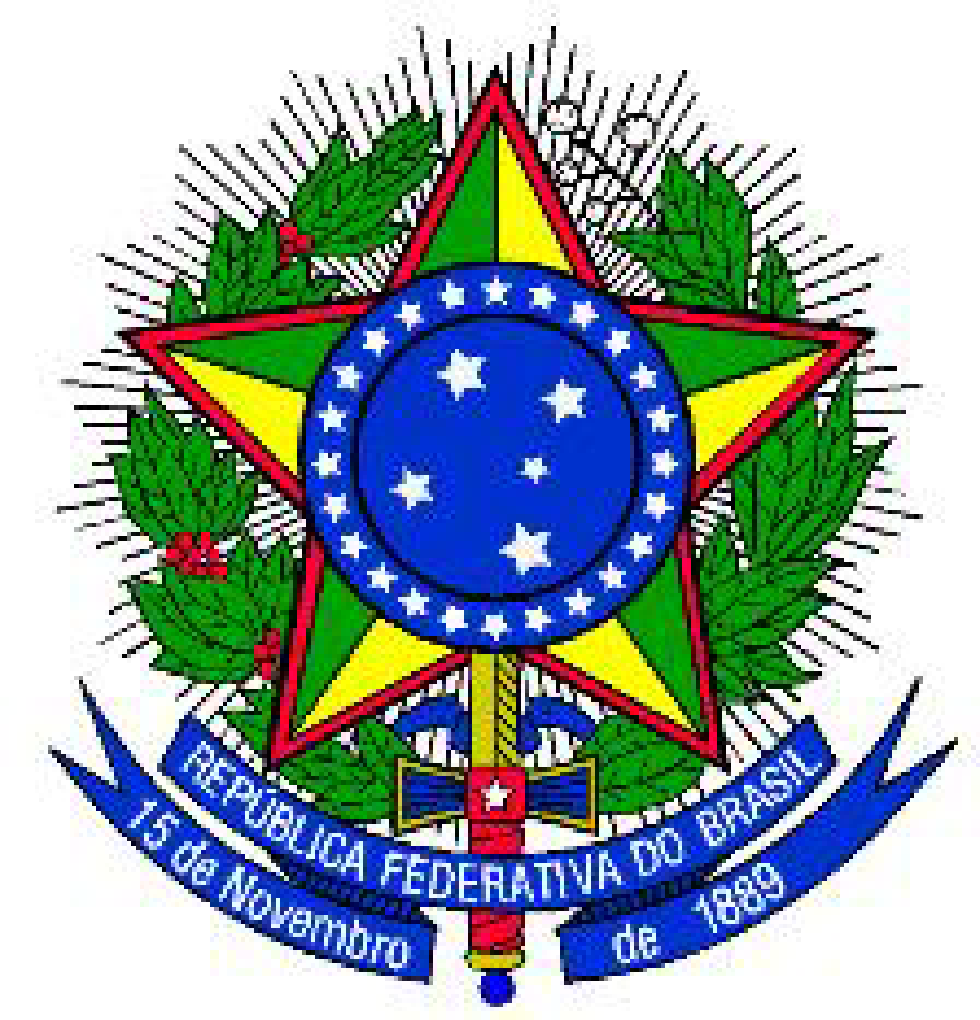 REPÚBLICA FEDERATIVA DO BRASIL
15 de Novembro de 1889